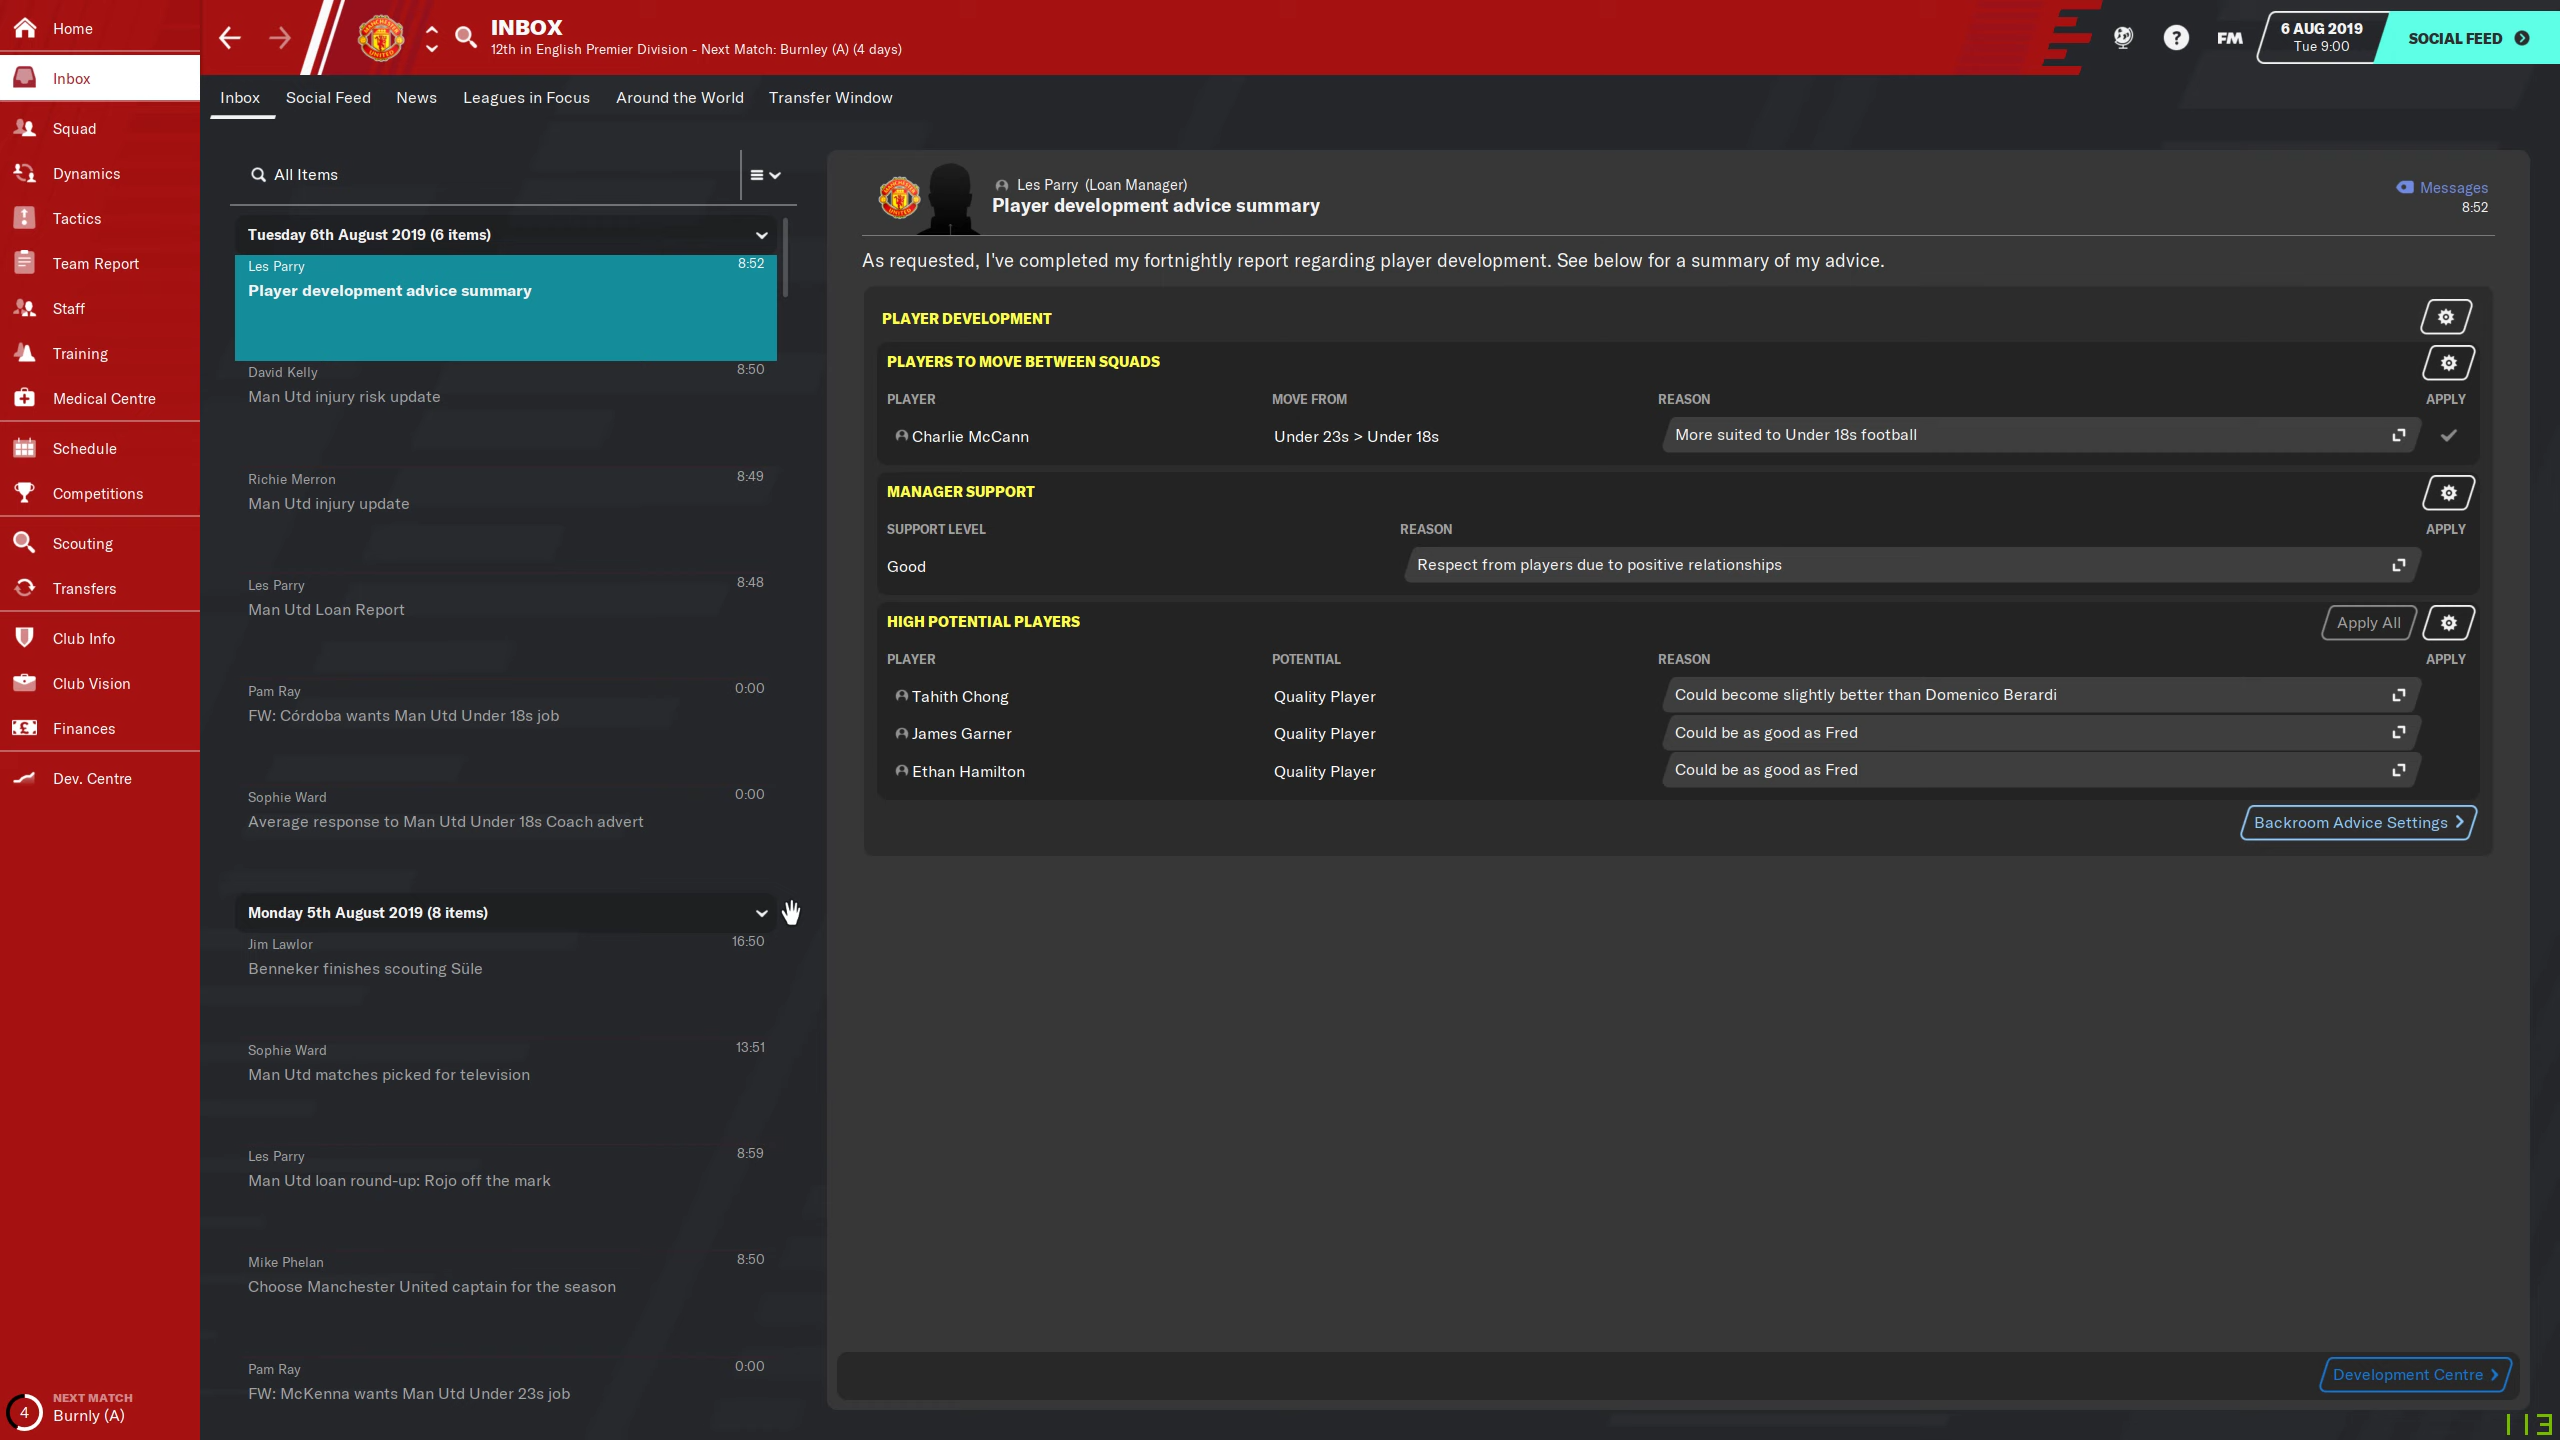 Home
Inbox
Squad
Dynamics
Tactics
Team Report
Staff
Training
Medical Centre
Schedule
Competitions
Scouting
Transfers
Club Info
Club Vision
Finances
Dev. Centre
4
NEXT MATCH
Burnly (A)
INBOX
12th in English Premier Division - Next Match: Burnley (A) (4 days)
?
FM
6 AUG 2019
Tue 9:00
SOCIAL FEED
Inbox
Social Feed
News
Leagues in Focus
Around the World
Transfer Window
All Items
Tuesday 6th August 2019 (6 items)
Les Parry 8:52
Player development advice summary
David Kelly 8:50
Man Utd injury risk update
Richie Merron 8:49
Man Utd injury update
Les Parry 8:48
Man Utd Loan Report
Pam Ray 0:00
FW: Córdoba wants Man Utd Under 18s job
Sophie Ward 0:00
Average response to Man Utd Under 18s Coach advert
Monday 5th August 2019 (8 items)
Jim Lawlor 16:50
Benneker finishes scouting Süle
Sophie Ward 13:51
Man Utd matches picked for television
Les Parry 8:59
Man Utd loan round-up: Rojo off the mark
Mike Phelan 8:50
Choose Manchester United captain for the season
Pam Ray 0:00
FW: McKenna wants Man Utd Under 23s job
Les Parry (Loan Manager)
Player development advice summary
Messages
8:52
As requested, I've completed my fortnightly report regarding player development. See below for a summary of my advice.
PLAYER DEVELOPMENT
PLAYERS TO MOVE BETWEEN SQUADS
PLAYER MOVE FROM REASON APPLY
Charlie McCann Under 23s > Under 18s More suited to Under 18s football
MANAGER SUPPORT
SUPPORT LEVEL REASON APPLY
Good Respect from players due to positive relationships
HIGH POTENTIAL PLAYERS Apply All
PLAYER POTENTIAL REASON APPLY
Tahith Chong Quality Player Could become slightly better than Domenico Berardi
James Garner Quality Player Could be as good as Fred
Ethan Hamilton Quality Player Could be as good as Fred
Backroom Advice Settings
Development Centre
113